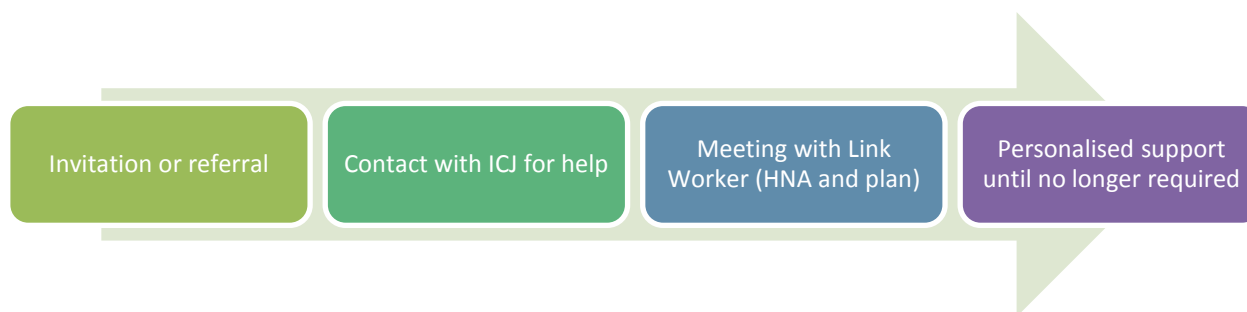 Invitation or referral
Contact with ICJ for help
Meeting with Link
Worker (HNA and plan)
Personalised support
until no longer required